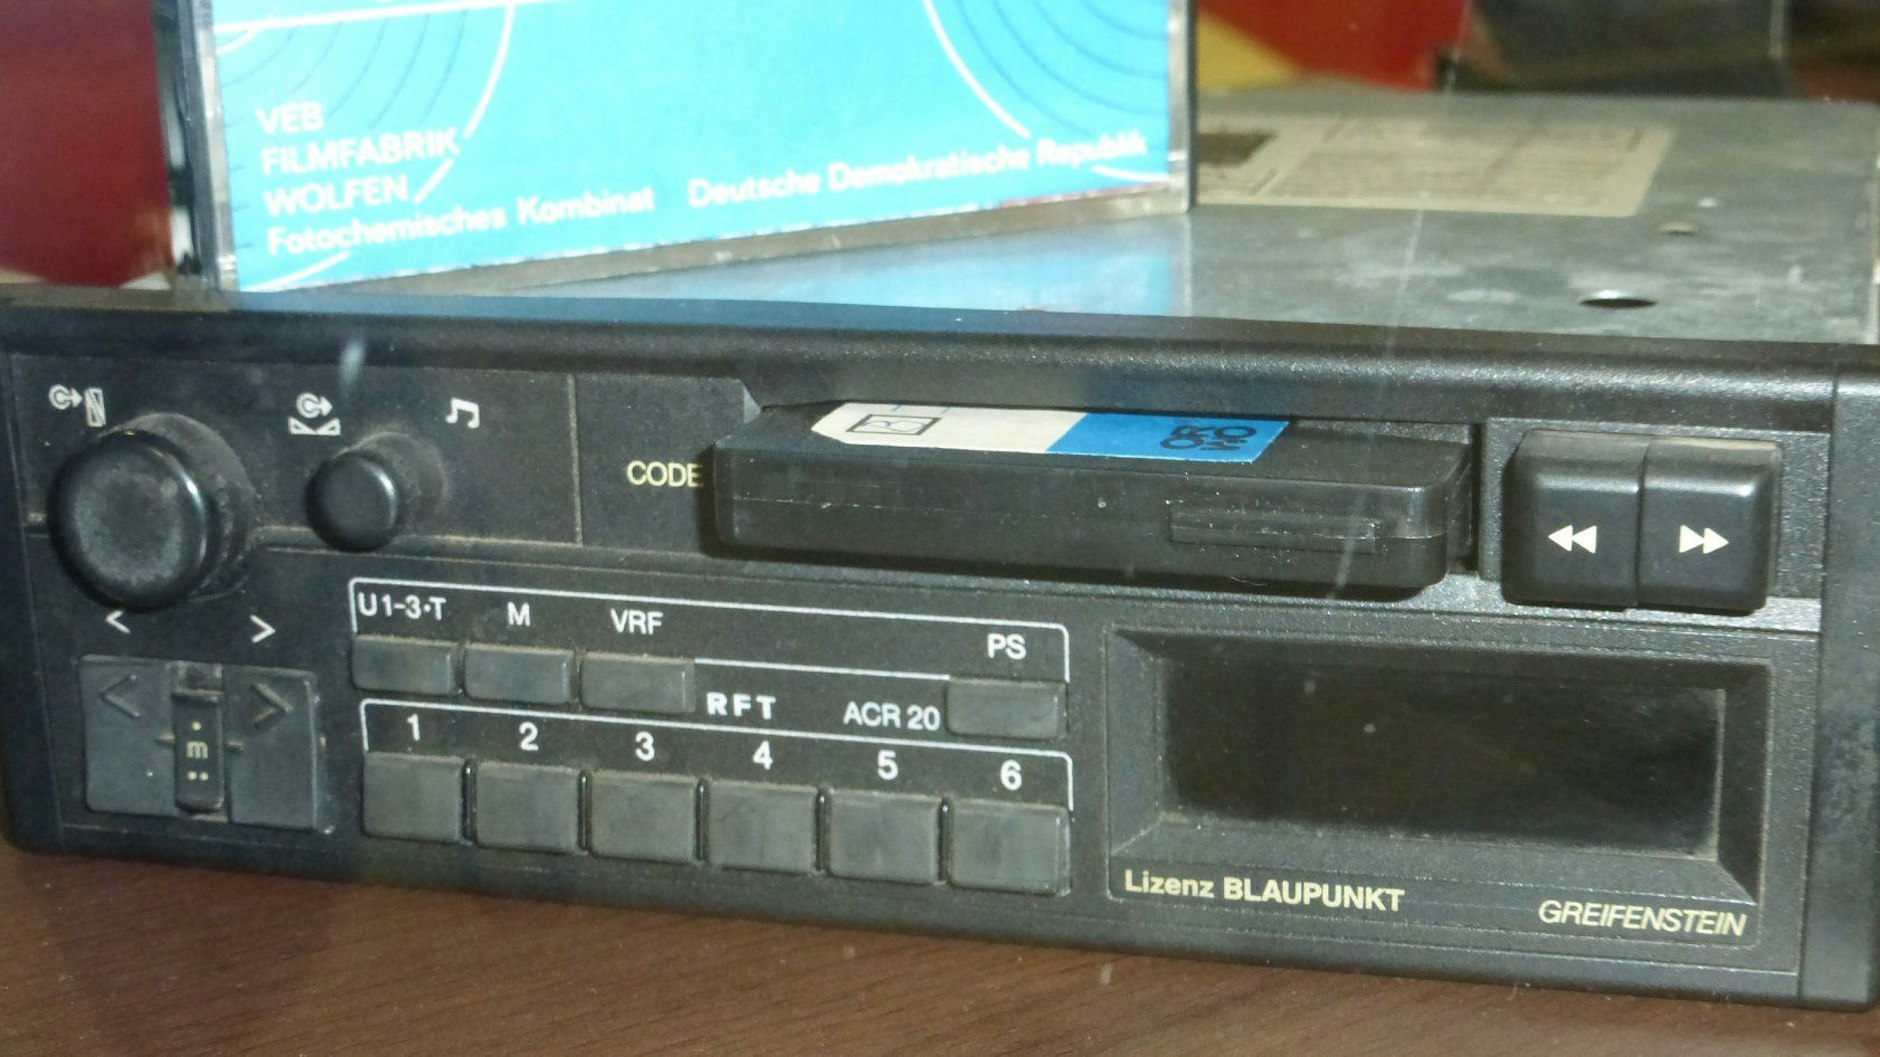 VEB
FILMFABRIK
WOLFEN
Fotochemisches Kombinat Deutsche Demokratische Republik
B ORWO
CODE
U1-3·T M VRF PS
RFT ACR 20
1 2 3 4 5 6
m
Lizenz BLAUPUNKT
GREIFENSTEIN